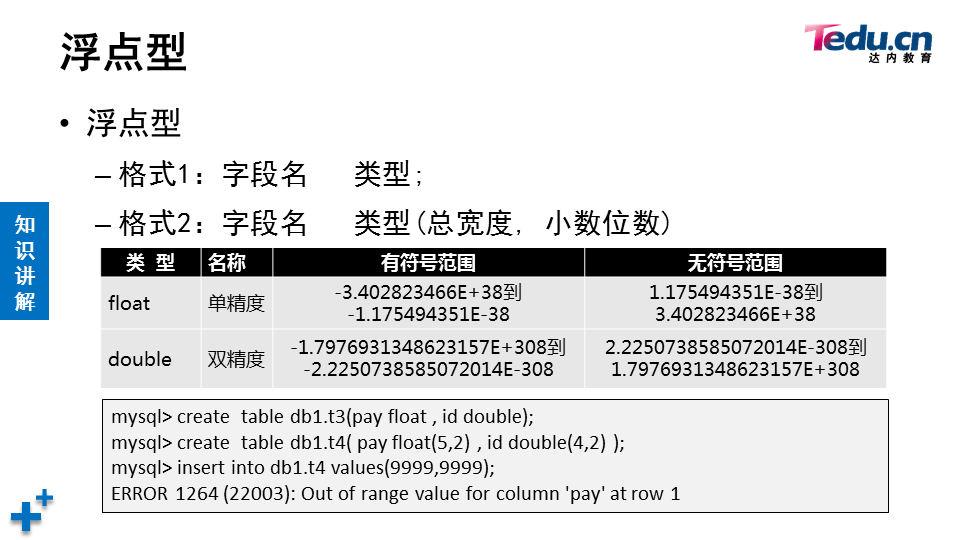 浮点型
Tedu.cn
达内教育
• 浮点型
– 格式1：字段名 类型;
– 格式2：字段名 类型(总宽度, 小数位数)
知识讲解
类 型 名称 有符号范围 无符号范围
float 单精度 -3.402823466E+38到 -1.175494351E-38 1.175494351E-38到 3.402823466E+38
double 双精度 -1.7976931348623157E+308到 -2.2250738585072014E-308 2.2250738585072014E-308到 1.7976931348623157E+308
mysql> create table db1.t3(pay float , id double);
mysql> create table db1.t4( pay float(5,2) , id double(4,2) );
mysql> insert into db1.t4 values(9999,9999);
ERROR 1264 (22003): Out of range value for column 'pay' at row 1